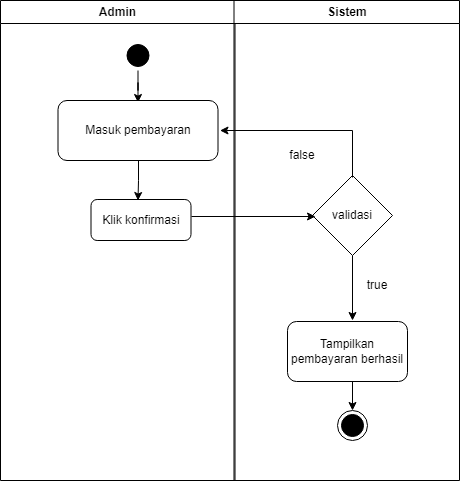 Admin
Sistem
Masuk pembayaran
false
Klik konfirmasi
validasi
true
Tampilkan
pembayaran berhasil